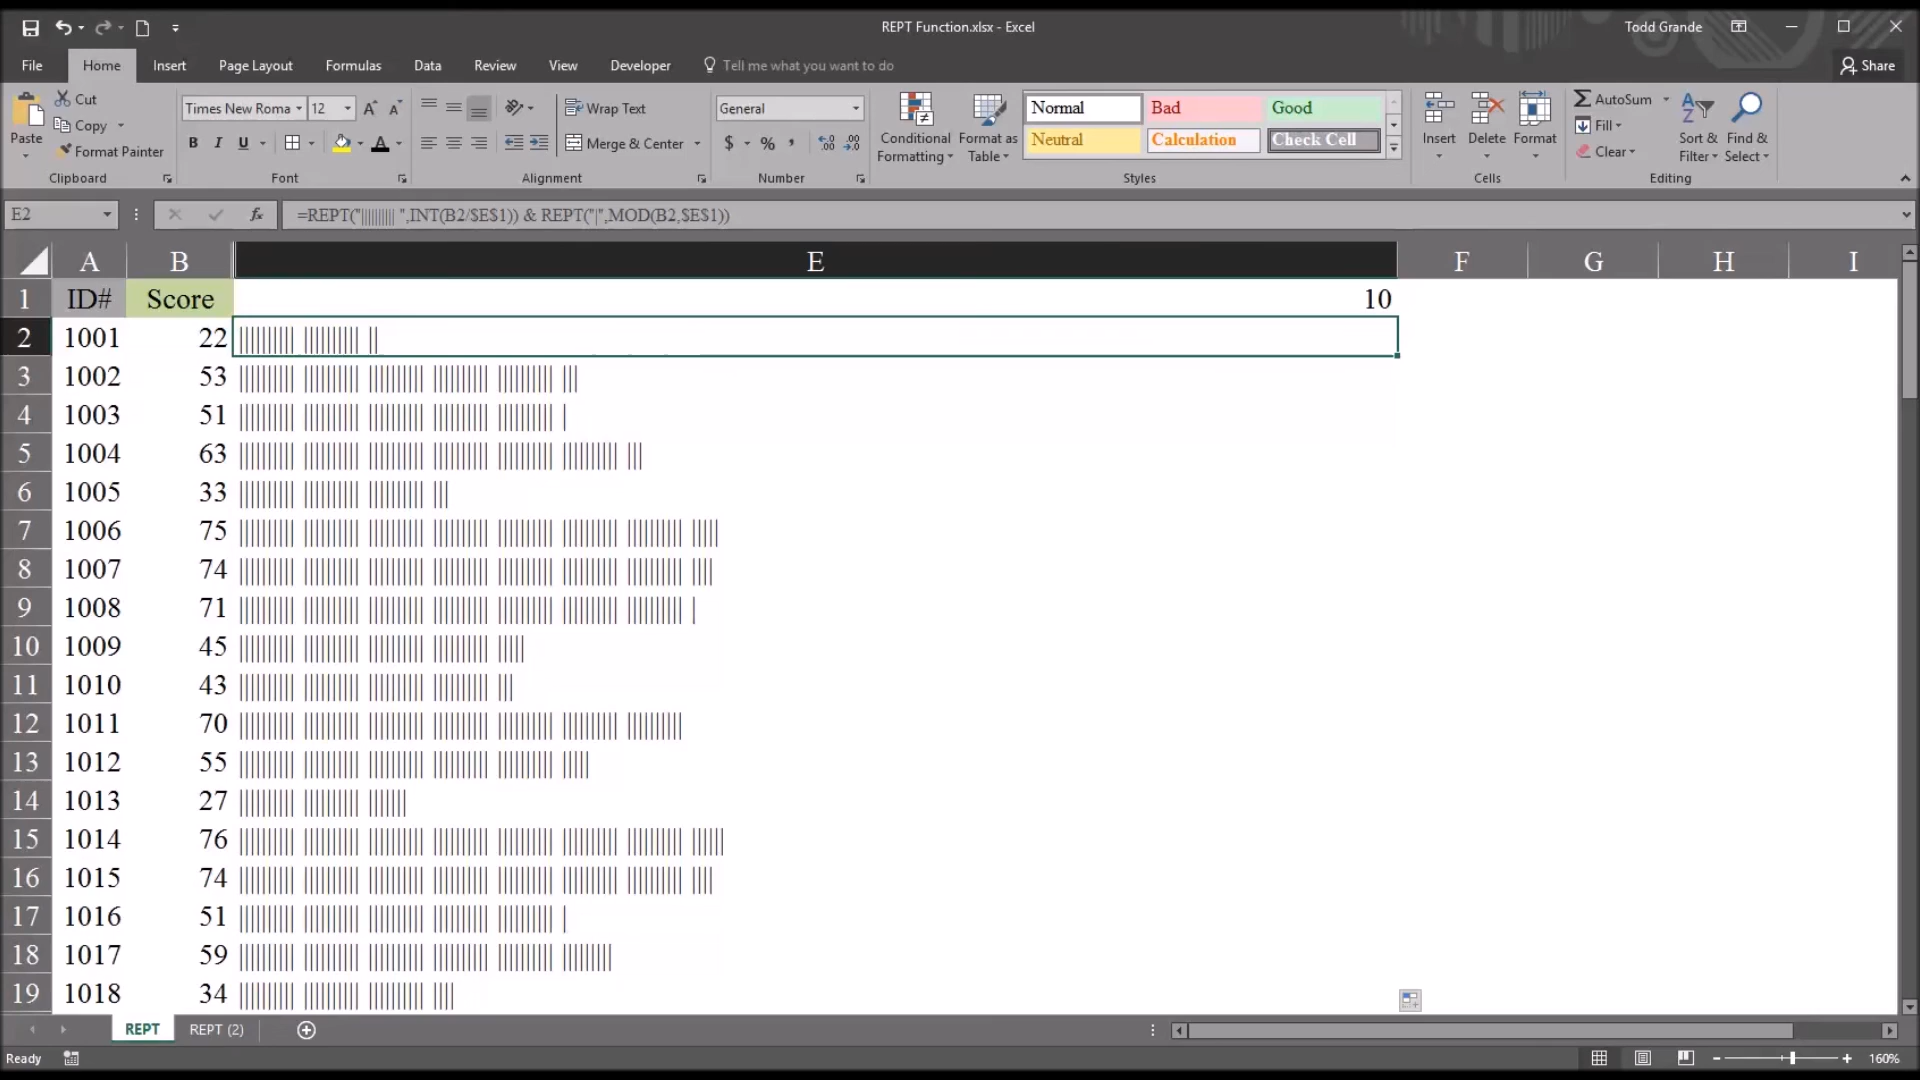 REPT Function.xlsx - Excel
Todd Grande
File Home Insert Page Layout Formulas Data Review View Developer Tell me what you want to do Share
Paste
Cut
Copy
Format Painter
Clipboard
Times New Roma 12
B I U A
Font
Wrap Text
Merge & Center
Alignment
General
$ % ,
Number
Conditional Formatting
Format as Table
Normal Bad Good
Neutral Calculation Check Cell
Styles
Insert Delete Format
Cells
AutoSum
Fill
Clear
Sort & Filter
Find & Select
Editing
E2 fx =REPT("|||||||||| ",INT(B2/$E$1)) & REPT("|",MOD(B2,$E$1))
A B E F G H I
1 ID# Score 10
2 1001 22 |||||||||| |||||||||| ||
3 1002 53 |||||||||| |||||||||| |||||||||| |||||||||| |||||||||| |||
4 1003 51 |||||||||| |||||||||| |||||||||| |||||||||| |||||||||| |
5 1004 63 |||||||||| |||||||||| |||||||||| |||||||||| |||||||||| |||||||||| |||
6 1005 33 |||||||||| |||||||||| |||||||||| |||
7 1006 75 |||||||||| |||||||||| |||||||||| |||||||||| |||||||||| |||||||||| |||||||||| |||||
8 1007 74 |||||||||| |||||||||| |||||||||| |||||||||| |||||||||| |||||||||| |||||||||| ||||
9 1008 71 |||||||||| |||||||||| |||||||||| |||||||||| |||||||||| |||||||||| |||||||||| |
10 1009 45 |||||||||| |||||||||| |||||||||| |||||||||| |||||
11 1010 43 |||||||||| |||||||||| |||||||||| |||||||||| |||
12 1011 70 |||||||||| |||||||||| |||||||||| |||||||||| |||||||||| |||||||||| ||||||||||
13 1012 55 |||||||||| |||||||||| |||||||||| |||||||||| |||||||||| |||||
14 1013 27 |||||||||| |||||||||| |||||||
15 1014 76 |||||||||| |||||||||| |||||||||| |||||||||| |||||||||| |||||||||| |||||||||| ||||||
16 1015 74 |||||||||| |||||||||| |||||||||| |||||||||| |||||||||| |||||||||| |||||||||| ||||
17 1016 51 |||||||||| |||||||||| |||||||||| |||||||||| |||||||||| |
18 1017 59 |||||||||| |||||||||| |||||||||| |||||||||| |||||||||| |||||||||
19 1018 34 |||||||||| |||||||||| |||||||||| ||||
REPT REPT (2)
Ready 160%